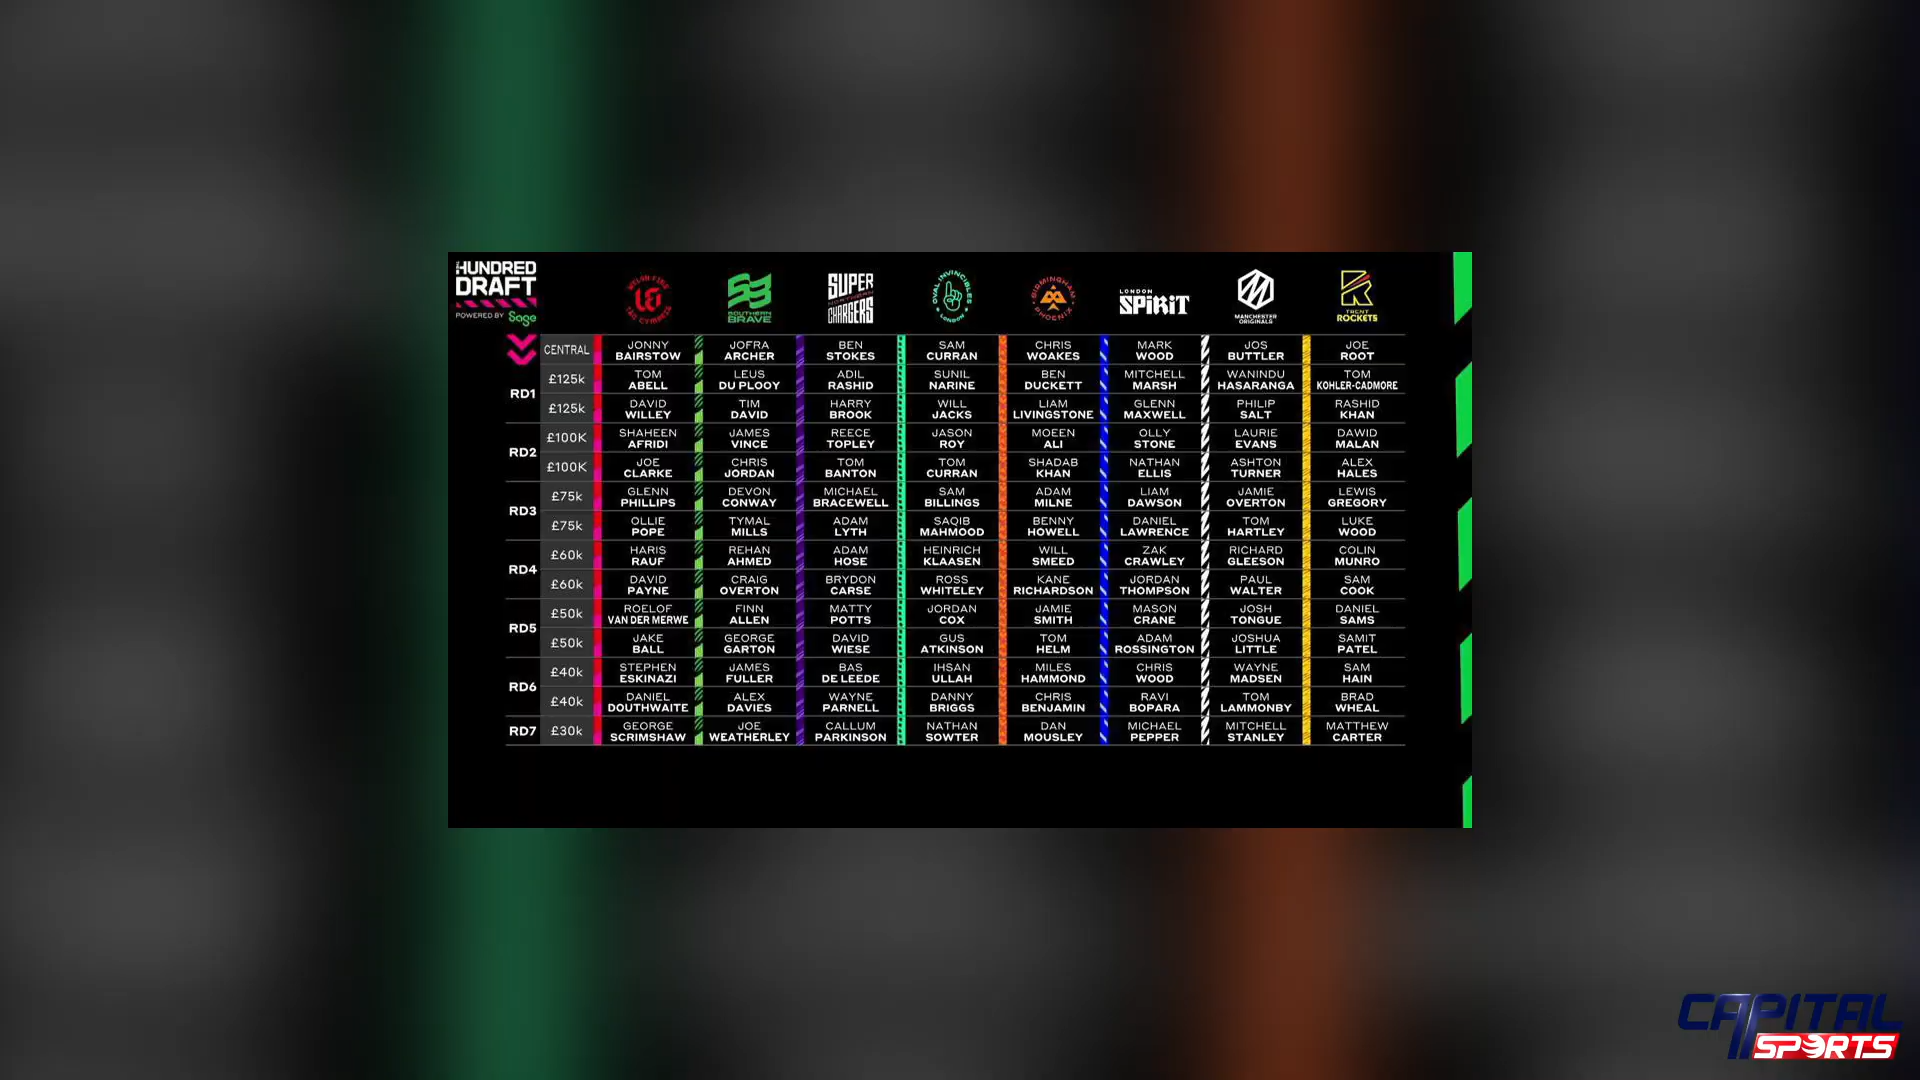 THE HUNDRED
DRAFT
POWERED BY Sage
WELSH FIRE
TÂN CYMREIG
SOUTHERN
BRAVE
SUPER
NORTHERN
CHARGERS
OVAL INVINCIBLES
LONDON
BIRMINGHAM
PHOENIX
LONDON
SPIRIT
MANCHESTER
ORIGINALS
TRENT
ROCKETS
CENTRAL JONNY BAIRSTOW JOFRA ARCHER BEN STOKES SAM CURRAN CHRIS WOAKES MARK WOOD JOS BUTTLER JOE ROOT
RD1
£125k TOM ABELL LEUS DU PLOOY ADIL RASHID SUNIL NARINE BEN DUCKETT MITCHELL MARSH WANINDU HASARANGA TOM KOHLER-CADMORE
£125k DAVID WILLEY TIM DAVID HARRY BROOK WILL JACKS LIAM LIVINGSTONE GLENN MAXWELL PHILIP SALT RASHID KHAN
RD2
£100K SHAHEEN AFRIDI JAMES VINCE REECE TOPLEY JASON ROY MOEEN ALI OLLY STONE LAURIE EVANS DAWID MALAN
£100K JOE CLARKE CHRIS JORDAN TOM BANTON TOM CURRAN SHADAB KHAN NATHAN ELLIS ASHTON TURNER ALEX HALES
RD3
£75k GLENN PHILLIPS DEVON CONWAY MICHAEL BRACEWELL SAM BILLINGS ADAM MILNE LIAM DAWSON JAMIE OVERTON LEWIS GREGORY
£75k OLLIE POPE TYMAL MILLS ADAM LYTH SAQIB MAHMOOD BENNY HOWELL DANIEL LAWRENCE TOM HARTLEY LUKE WOOD
RD4
£60k HARIS RAUF REHAN AHMED ADAM HOSE HEINRICH KLAASEN WILL SMEED ZAK CRAWLEY RICHARD GLEESON COLIN MUNRO
£60k DAVID PAYNE CRAIG OVERTON BRYDON CARSE ROSS WHITELEY KANE RICHARDSON JORDAN THOMPSON PAUL WALTER SAM COOK
RD5
£50k ROELOF VAN DER MERWE FINN ALLEN MATTY POTTS JORDAN COX JAMIE SMITH MASON CRANE JOSH TONGUE DANIEL SAMS
£50k JAKE BALL GEORGE GARTON DAVID WIESE GUS ATKINSON TOM HELM ADAM ROSSINGTON JOSHUA LITTLE SAMIT PATEL
RD6
£40k STEPHEN ESKINAZI JAMES FULLER BAS DE LEEDE IHSAN ULLAH MILES HAMMOND CHRIS WOOD WAYNE MADSEN SAM HAIN
£40k DANIEL DOUTHWAITE ALEX DAVIES WAYNE PARNELL DANNY BRIGGS CHRIS BENJAMIN RAVI BOPARA TOM LAMMONBY BRAD WHEAL
RD7
£30k GEORGE SCRIMSHAW JOE WEATHERLEY CALLUM PARKINSON NATHAN SOWTER DAN MOUSLEY MICHAEL PEPPER MITCHELL STANLEY MATTHEW CARTER
CAPITAL
SPORTS